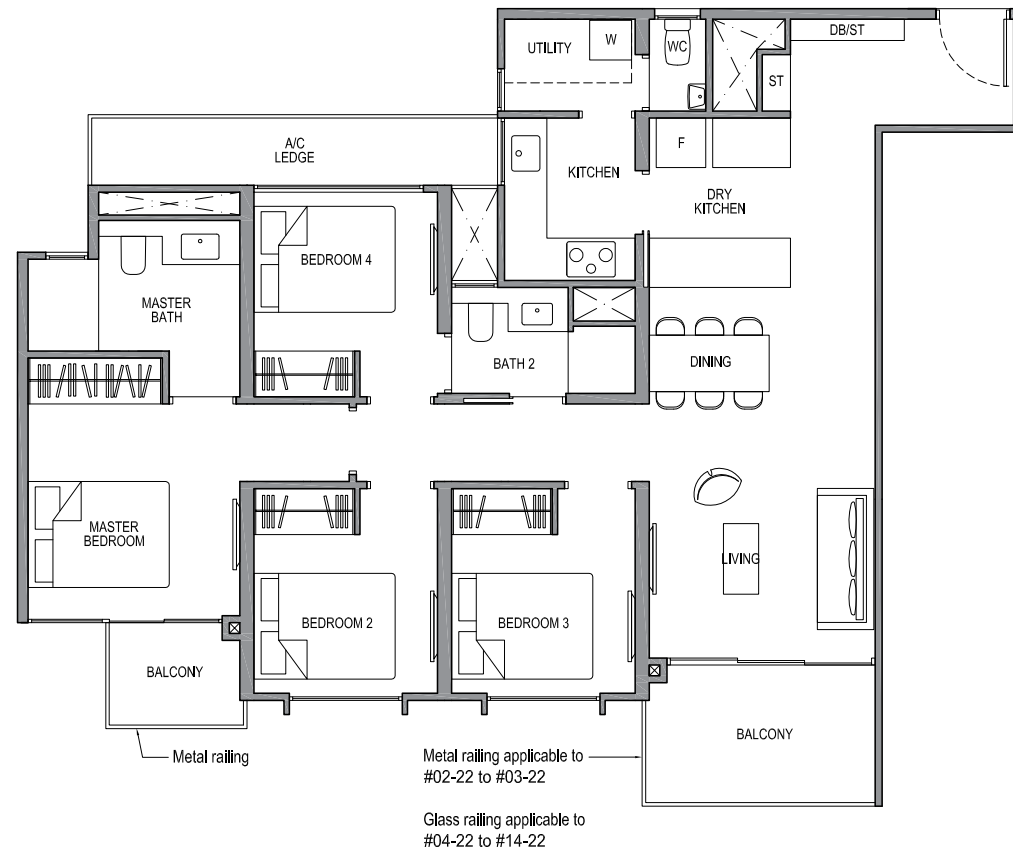 DB/ST
UTILITY
W
WC
ST
A/C
LEDGE
KITCHEN
F
DRY
KITCHEN
BEDROOM 4
MASTER
BATH
BATH 2
DINING
MASTER
BEDROOM
LIVING
BEDROOM 2
BEDROOM 3
BALCONY
BALCONY
Metal railing
Metal railing applicable to
#02-22 to #03-22
Glass railing applicable to
#04-22 to #14-22